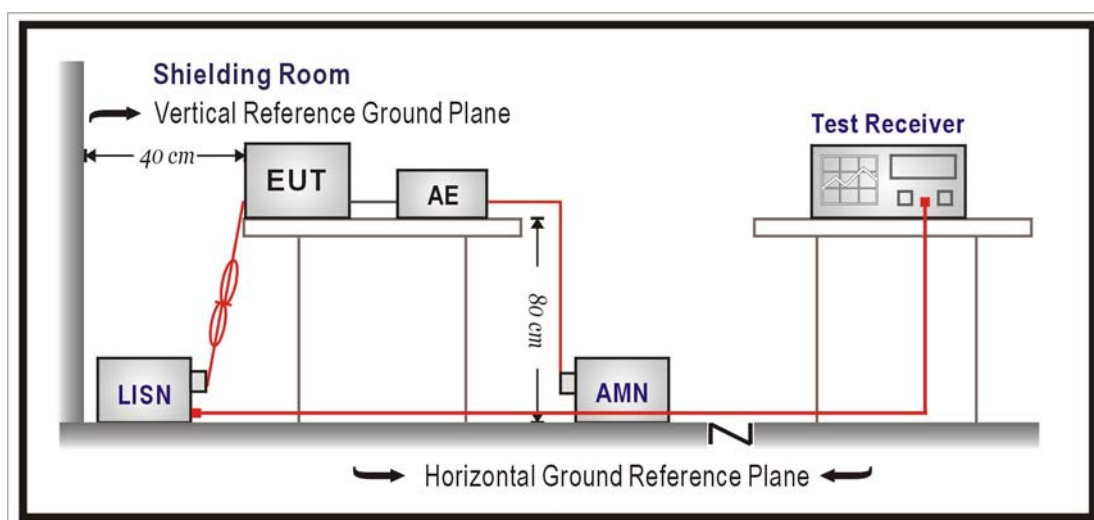 Shielding Room
Vertical Reference Ground Plane
Test Receiver
40 cm
EUT
AE
80 cm
LISN
AMN
Horizontal Ground Reference Plane